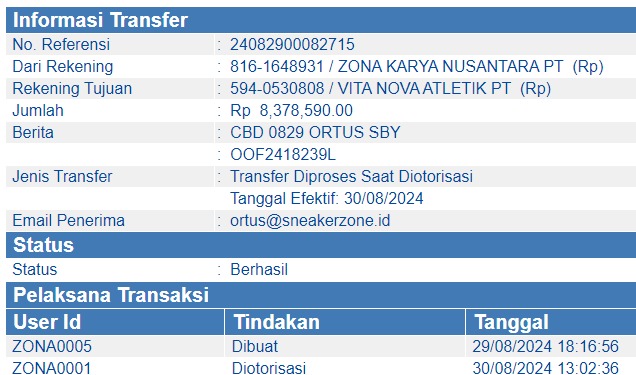 Informasi Transfer
No. Referensi : 24082900082715
Dari Rekening : 816-1648931 / ZONA KARYA NUSANTARA PT (Rp)
Rekening Tujuan : 594-0530808 / VITA NOVA ATLETIK PT (Rp)
Jumlah : Rp 8,378,590.00
Berita : CBD 0829 ORTUS SBY
: OOF2418239L
Jenis Transfer : Transfer Diproses Saat Diotorisasi
Tanggal Efektif: 30/08/2024
Email Penerima : ortus@sneakerzone.id
Status
Status : Berhasil
Pelaksana Transaksi
User Id Tindakan Tanggal
ZONA0005 Dibuat 29/08/2024 18:16:56
ZONA0001 Diotorisasi 30/08/2024 13:02:36